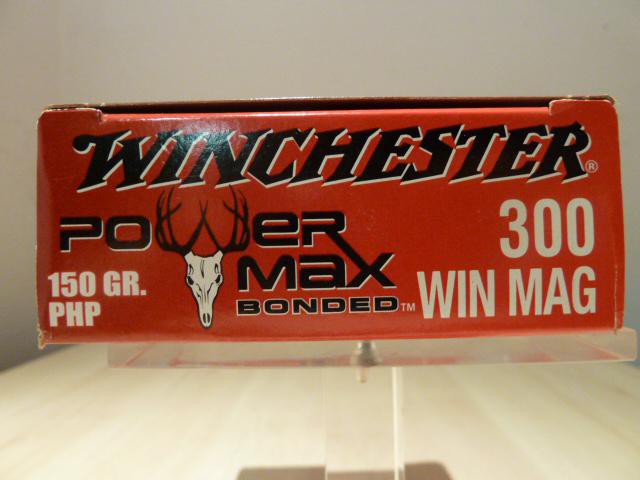 WINCHESTER®
POWER
MAX
BONDED™
150 GR.
PHP
300
WIN MAG